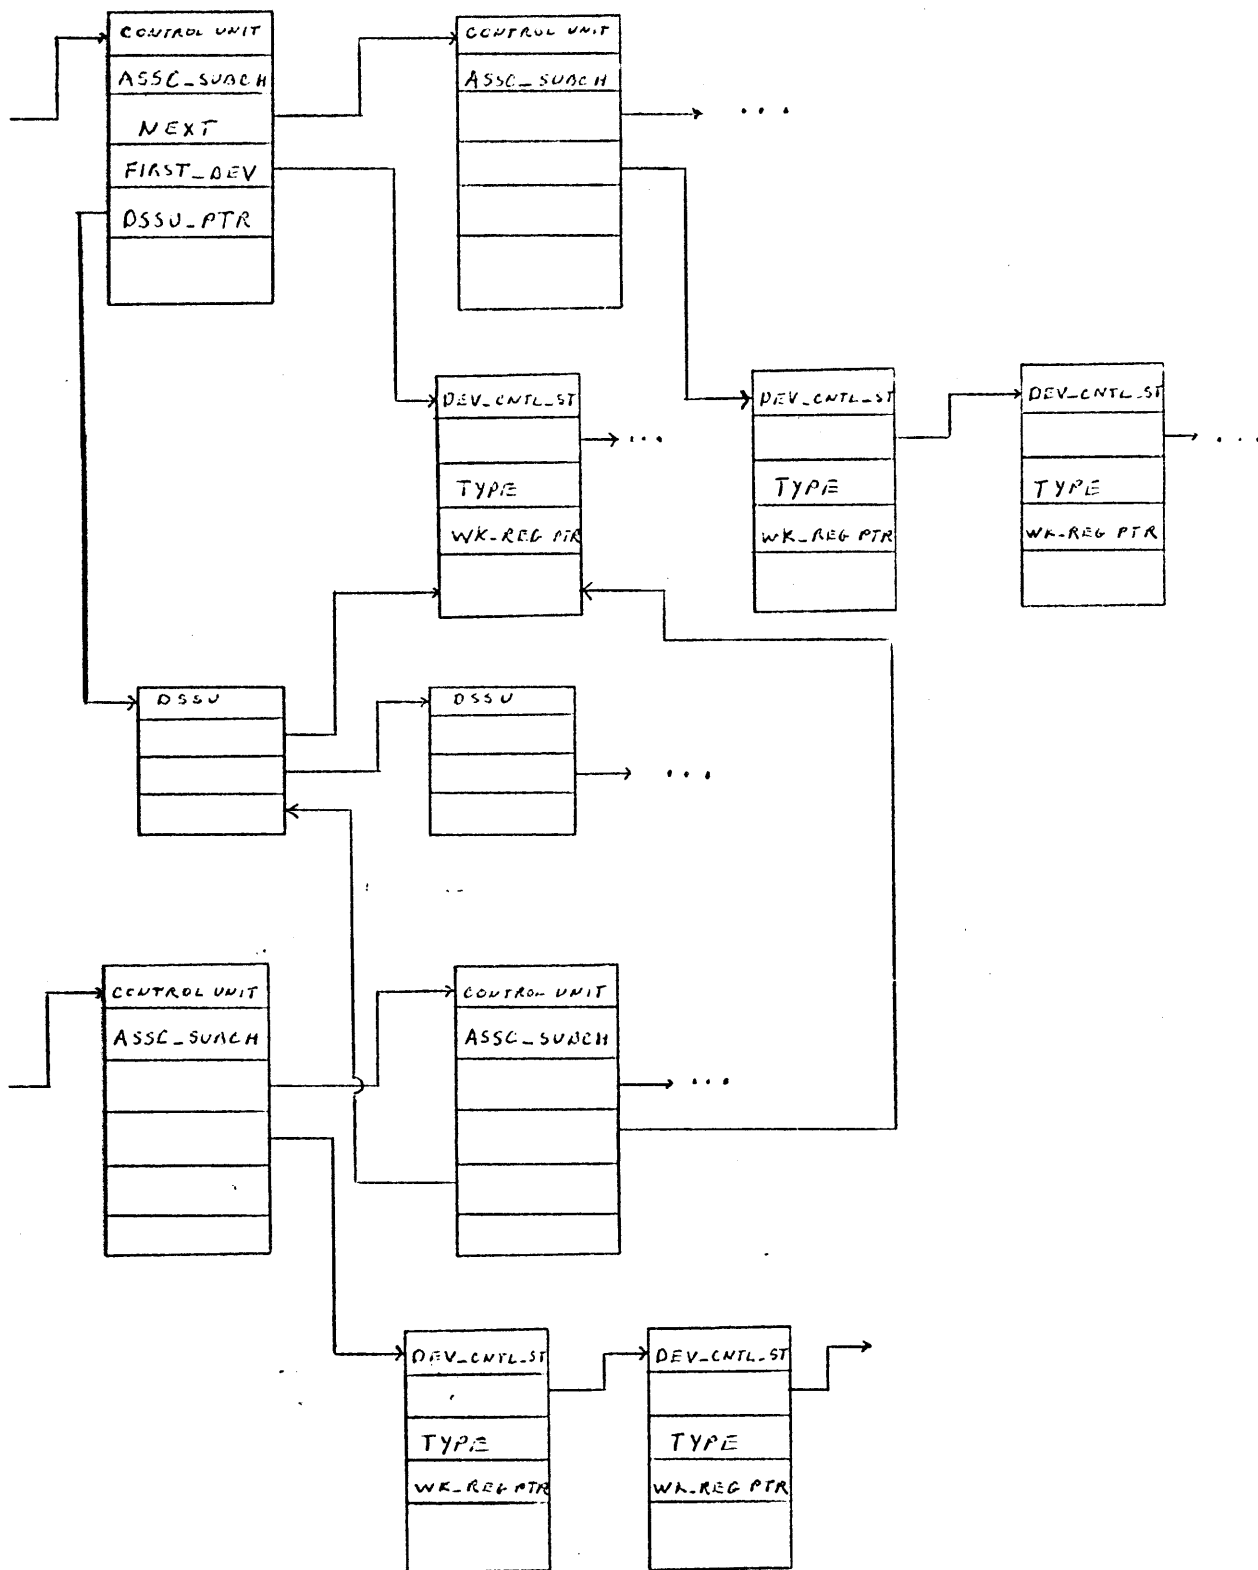 CONTROL UNIT
ASSC_SUBCH
NEXT
FIRST_DEV
DSSU_PTR
CONTROL UNIT
ASSC_SUBCH
...
DEV_CNTL_ST
...
TYPE
WK_REG PTR
DEV_CNTL_ST
TYPE
WK_REG PTR
DEV_CNTL_ST
...
TYPE
WK_REG PTR
DSSU
DSSU
...
CONTROL UNIT
ASSC_SUBCH
CONTROL UNIT
ASSC_SUBCH
...
DEV_CNTL_ST
TYPE
WK_REG PTR
DEV_CNTL_ST
TYPE
WK_REG PTR